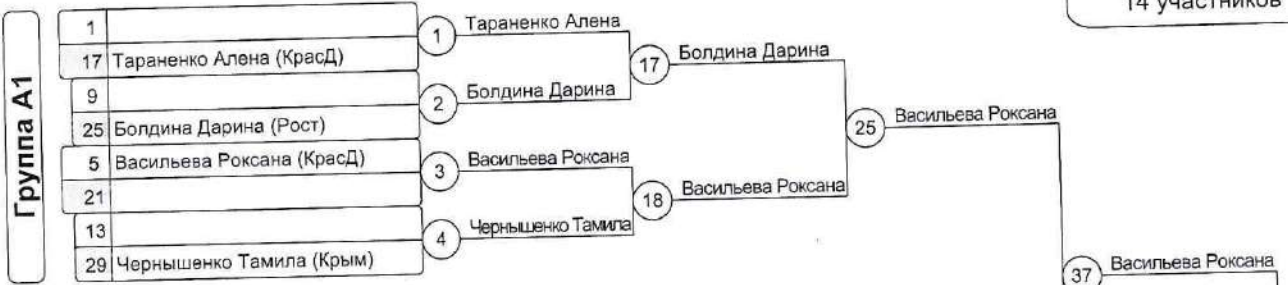 14 участников
Группа А1
1
17 Тараненко Алена (КрасД)
9
25 Болдина Дарина (Рост)
5 Васильева Роксана (КрасД)
21
13
29 Чернышенко Тамила (Крым)
1 Тараненко Алена
2 Болдина Дарина
3 Васильева Роксана
4 Чернышенко Тамила
17 Болдина Дарина
18 Васильева Роксана
25 Васильева Роксана
37 Васильева Роксана